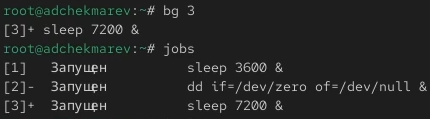 root@adchekmarev:~# bg 3
[3]+ sleep 7200 &
root@adchekmarev:~# jobs
[1]   Запущен          sleep 3600 &
[2]-  Запущен          dd if=/dev/zero of=/dev/null &
[3]+  Запущен          sleep 7200 &